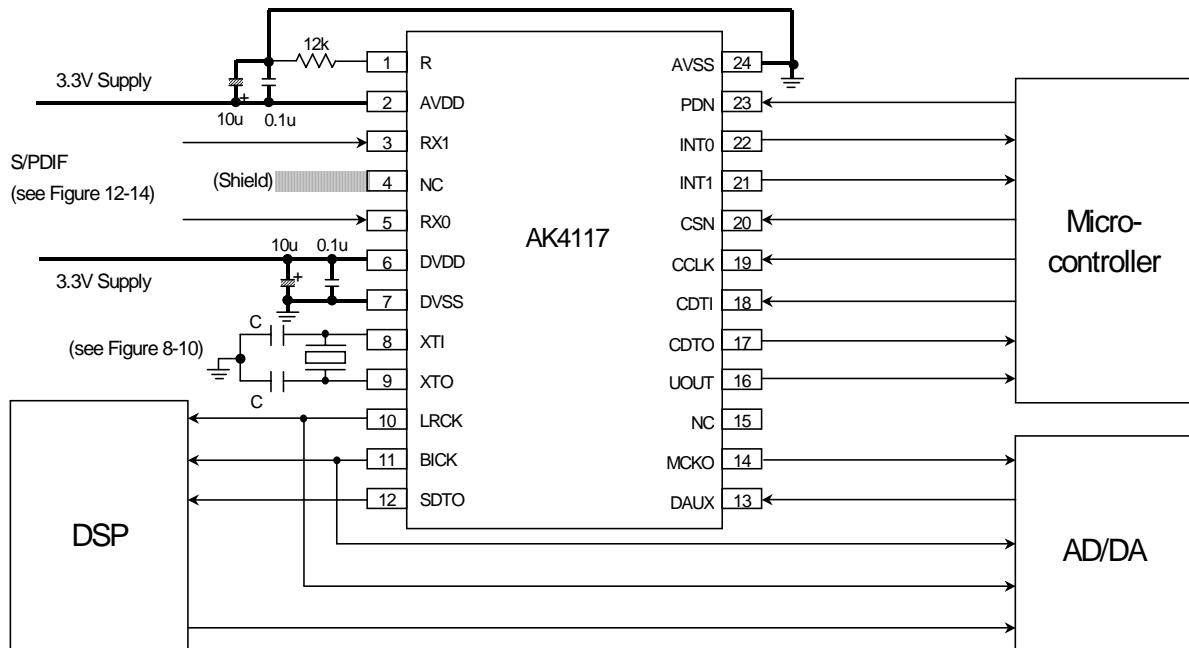 12k
1 R
AVSS 24
3.3V Supply
10u + 0.1u
2 AVDD
PDN 23
3 RX1
INT0 22
S/PDIF
(see Figure 12-14)
(Shield)
4 NC
INT1 21
5 RX0
CSN 20
AK4117
Micro-
controller
10u + 0.1u
6 DVDD
CCLK 19
3.3V Supply
7 DVSS
CDTI 18
C
(see Figure 8-10)
8 XTI
CDTO 17
9 XTO
UOUT 16
C
10 LRCK
NC 15
11 BICK
MCKO 14
12 SDTO
DAUX 13
DSP
AD/DA